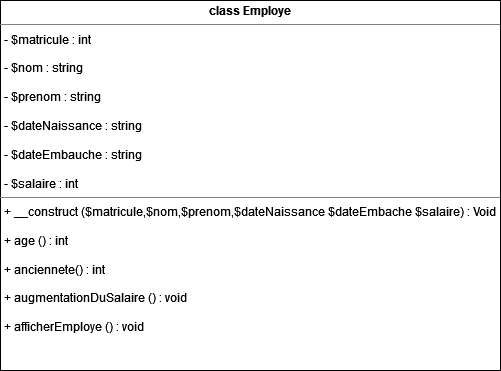 class Employe
- $matricule : int
- $nom : string
- $prenom : string
- $dateNaissance : string
- $dateEmbauche : string
- $salaire : int
+ __construct ($matricule,$nom,$prenom,$dateNaissance $dateEmbache $salaire) : Void
+ age () : int
+ anciennete() : int
+ augmentationDuSalaire () : void
+ afficherEmploye () : void